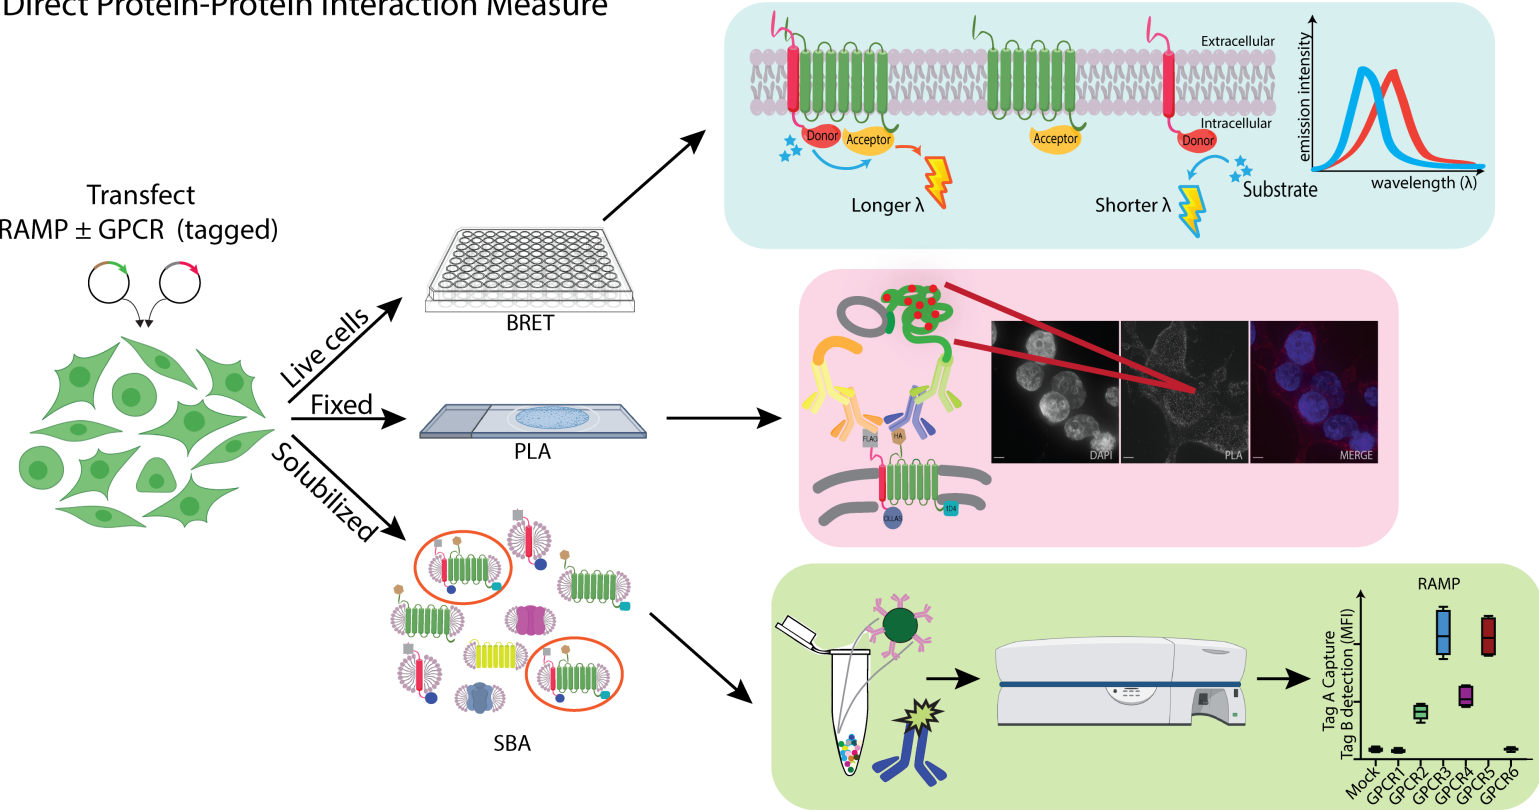 Direct Protein-Protein Interaction Measure
Transfect
RAMP ± GPCR (tagged)
Live cells
Fixed
Solubilized
BRET
PLA
SBA
Extracellular
Intracellular
Donor
Acceptor
Acceptor
Donor
Longer λ
Shorter λ
Substrate
emission intensity
wavelength (λ)
FLAG
HA
OLLAS
1D4
DAPI
PLA
MERGE
RAMP
Tag A Capture
Tag B detection (MFI)
Mock
GPCR1
GPCR2
GPCR3
GPCR4
GPCR5
GPCR6